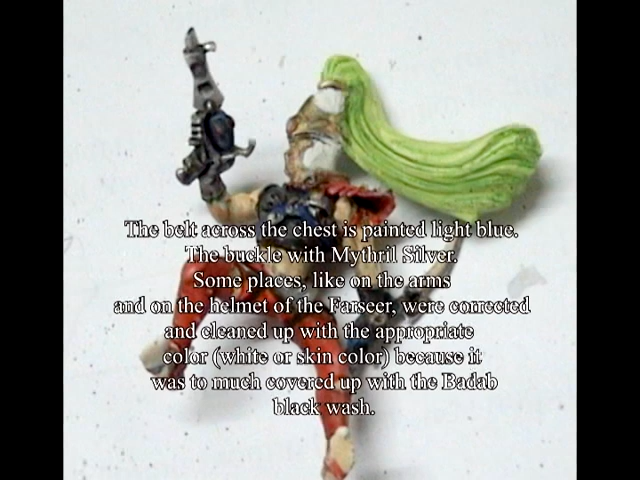 The belt across the chest is painted light blue.
The buckle with Mythril Silver.
Some places, like on the arms
and on the helmet of the Farseer, were corrected
and cleaned up with the appropriate
color (white or skin color) because it
was to much covered up with the Badab
black wash.